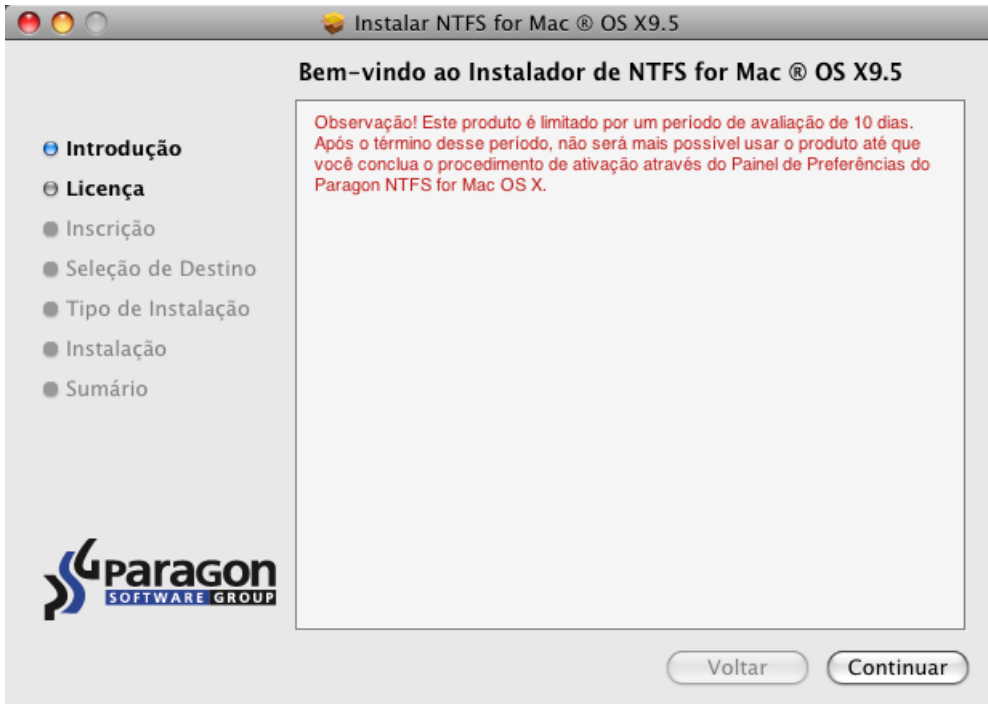 Instalar NTFS for Mac ® OS X9.5
Bem-vindo ao Instalador de NTFS for Mac ® OS X9.5
Introdução
Licença
Inscrição
Seleção de Destino
Tipo de Instalação
Instalação
Sumário
Observação! Este produto é limitado por um período de avaliação de 10 dias.
Após o término desse período, não será mais possível usar o produto até que
você conclua o procedimento de ativação através do Painel de Preferências do
Paragon NTFS for Mac OS X.
Paragon
SOFTWARE GROUP
Voltar
Continuar